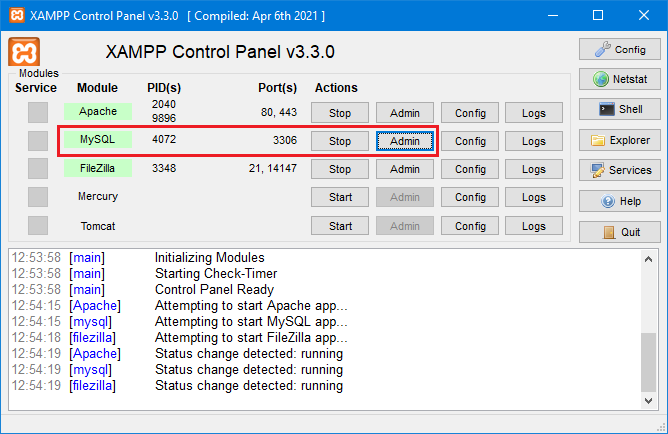 XAMPP Control Panel v3.3.0 [ Compiled: Apr 6th 2021 ]
XAMPP Control Panel v3.3.0
Config
Modules
Service Module PID(s) Port(s) Actions
Netstat
Apache 2040 9896 80, 443 Stop Admin Config Logs
Shell
MySQL 4072 3306 Stop Admin Config Logs
Explorer
FileZilla 3348 21, 14147 Stop Admin Config Logs
Services
Mercury Start Admin Config Logs
Help
Tomcat Start Admin Config Logs
Quit
12:53:58 [main] Initializing Modules
12:53:58 [main] Starting Check-Timer
12:53:58 [main] Control Panel Ready
12:54:15 [Apache] Attempting to start Apache app...
12:54:15 [mysql] Attempting to start MySQL app...
12:54:18 [filezilla] Attempting to start FileZilla app...
12:54:19 [Apache] Status change detected: running
12:54:19 [mysql] Status change detected: running
12:54:19 [filezilla] Status change detected: running